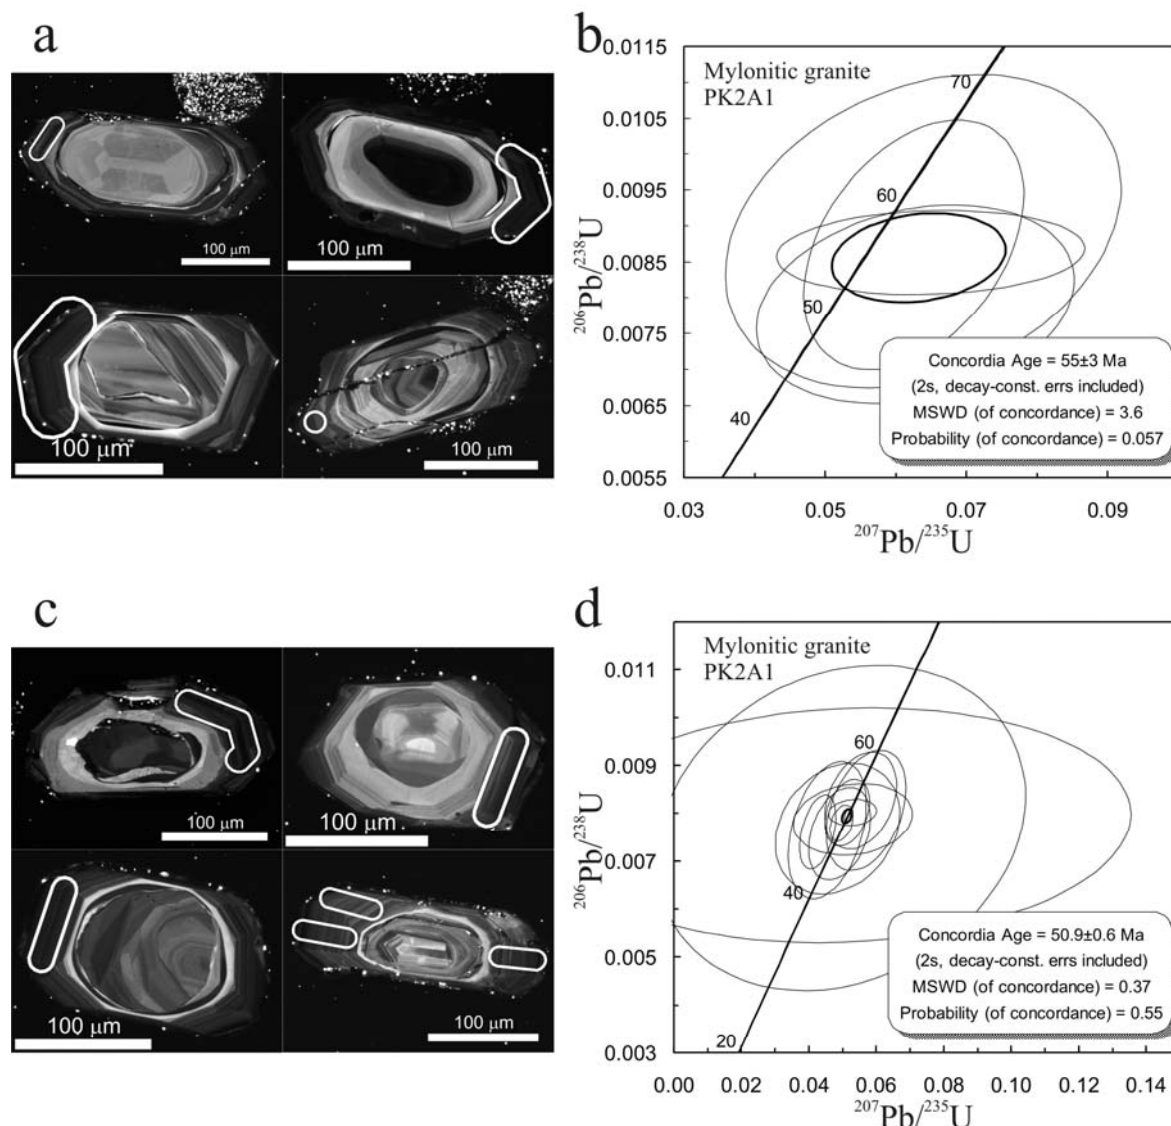 a
100 µm
100 µm
100 µm
100 µm
b
0.0115
0.0105
0.0095
0.0085
0.0075
0.0065
0.0055
206Pb/238U
Mylonitic granite
PK2A1
70
60
50
40
Concordia Age = 55±3 Ma
(2s, decay-const. errs included)
MSWD (of concordance) = 3.6
Probability (of concordance) = 0.057
0.03
0.05
0.07
0.09
207Pb/235U
c
100 µm
100 µm
100 µm
100 µm
d
0.011
0.009
0.007
0.005
0.003
206Pb/238U
Mylonitic granite
PK2A1
60
40
20
Concordia Age = 50.9±0.6 Ma
(2s, decay-const. errs included)
MSWD (of concordance) = 0.37
Probability (of concordance) = 0.55
0.00
0.02
0.04
0.06
0.08
0.10
0.12
0.14
207Pb/235U